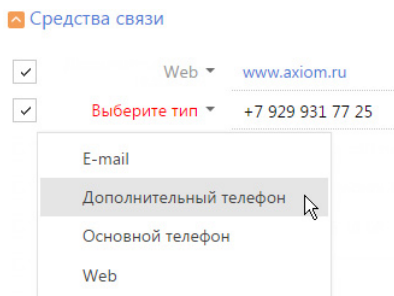 Средства связи
Web www.axiom.ru
Выберите тип +7 929 931 77 25
E-mail
Дополнительный телефон
Основной телефон
Web